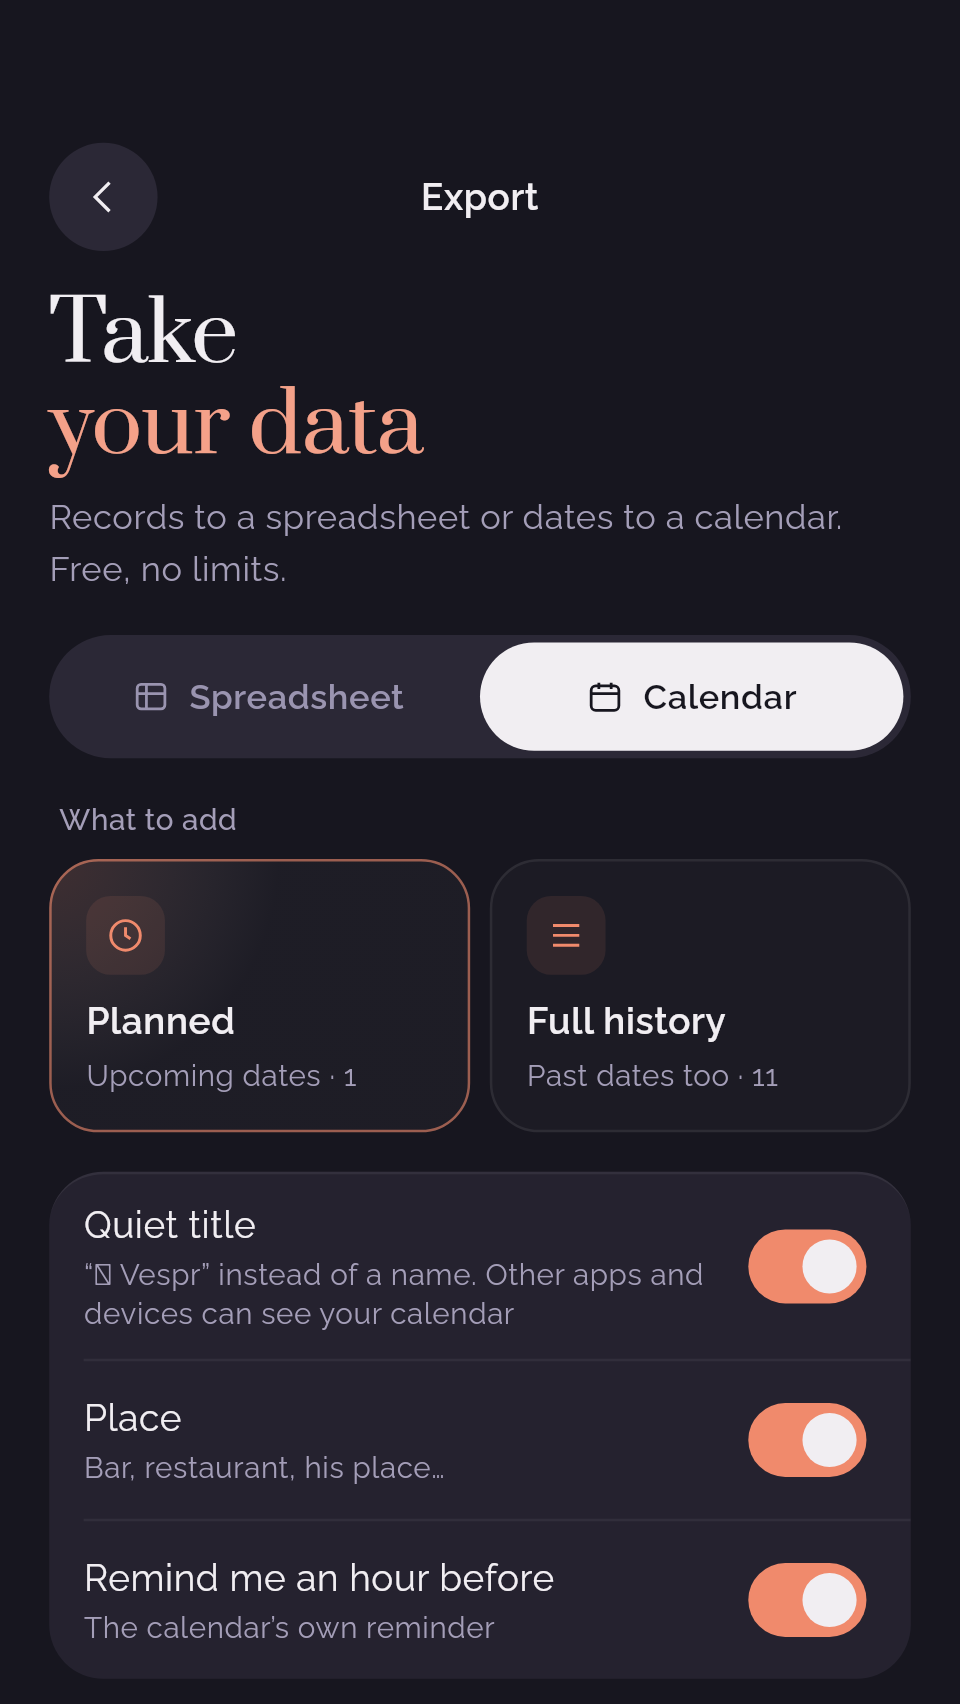 Export
Take
your data
Records to a spreadsheet or dates to a calendar.
Free, no limits.
Spreadsheet
Calendar
What to add
Planned
Upcoming dates · 1
Full history
Past dates too · 11
Quiet title
“ Vespr” instead of a name. Other apps and
devices can see your calendar
Place
Bar, restaurant, his place…
Remind me an hour before
The calendar’s own reminder